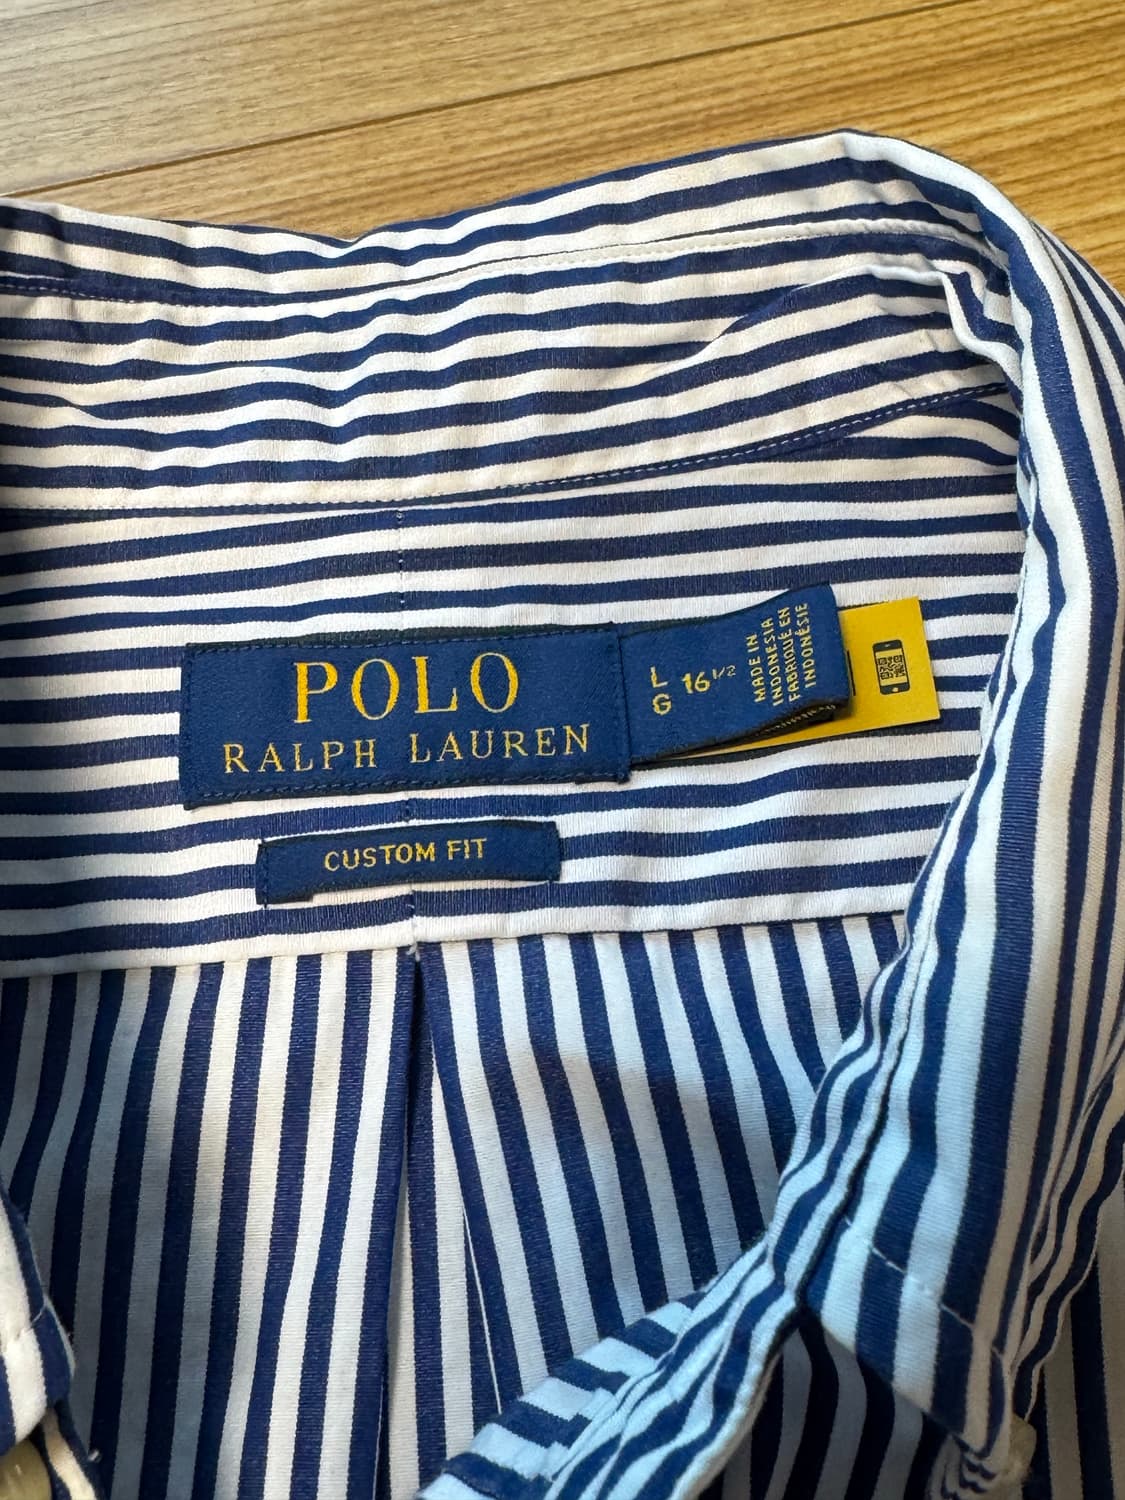 POLO
RALPH LAUREN
L
G
16 1/2
MADE IN
INDONESIA
FABRIQUÉ EN
INDONÉSIE
CUSTOM FIT